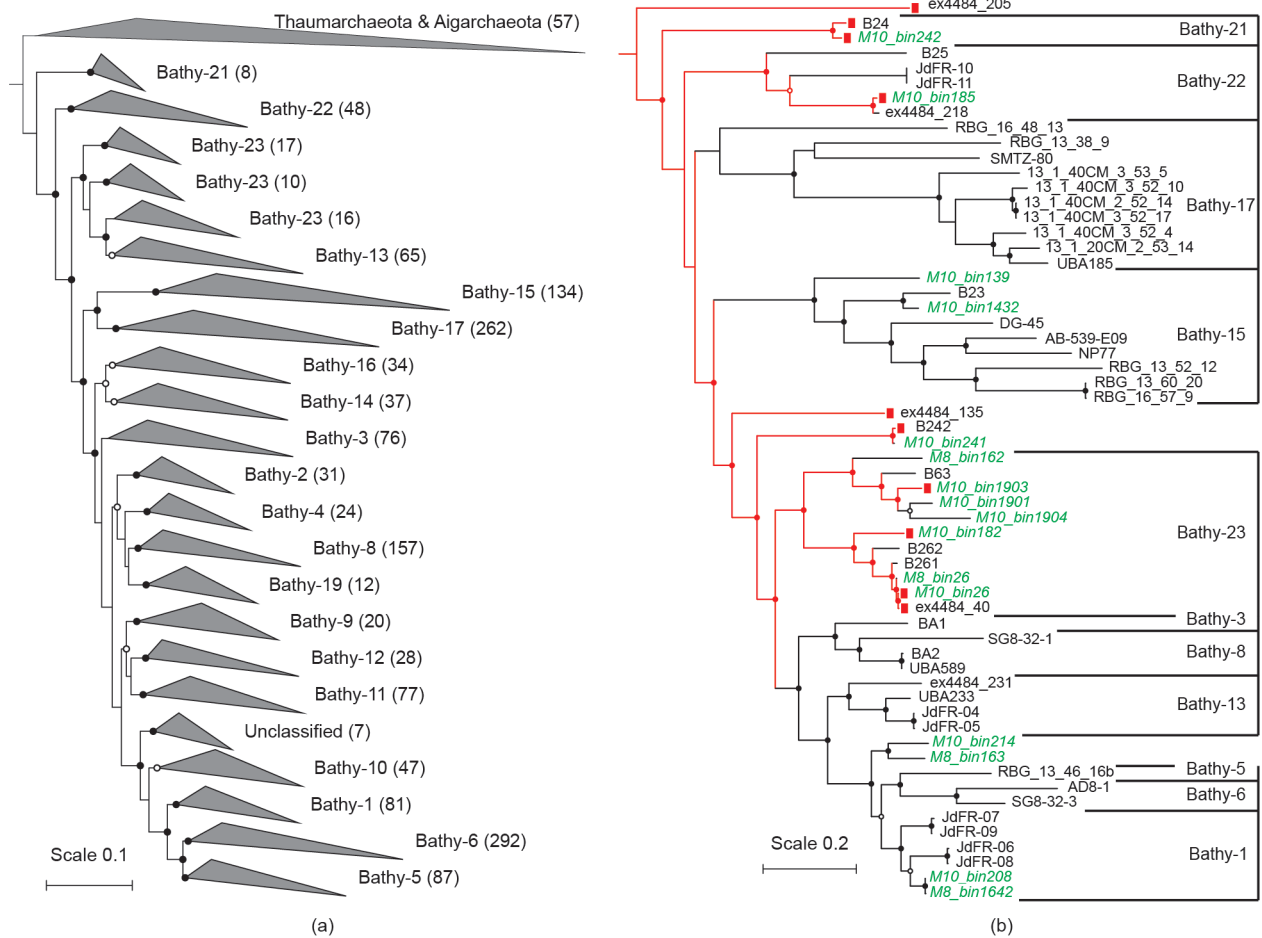 Thaumarchaeota & Aigarchaeota (57)
Bathy-21 (8)
Bathy-22 (48)
Bathy-23 (17)
Bathy-23 (10)
Bathy-23 (16)
Bathy-13 (65)
Bathy-15 (134)
Bathy-17 (262)
Bathy-16 (34)
Bathy-14 (37)
Bathy-3 (76)
Bathy-2 (31)
Bathy-4 (24)
Bathy-8 (157)
Bathy-19 (12)
Bathy-9 (20)
Bathy-12 (28)
Bathy-11 (77)
Unclassified (7)
Bathy-10 (47)
Bathy-1 (81)
Bathy-6 (292)
Bathy-5 (87)
Scale 0.1
(a)
ex4484_205
B24
M10_bin242
Bathy-21
B25
JdFR-10
JdFR-11
M10_bin185
ex4484_218
Bathy-22
RBG_16_48_13
RBG_13_38_9
SMTZ-80
13_1_40CM_3_53_5
13_1_40CM_3_52_10
13_1_40CM_2_52_14
13_1_40CM_3_52_17
13_1_40CM_3_52_4
13_1_20CM_2_53_14
UBA185
Bathy-17
M10_bin139
B23
M10_bin1432
DG-45
AB-539-E09
NP77
RBG_13_52_12
RBG_13_60_20
RBG_16_57_9
Bathy-15
ex4484_135
B242
M10_bin241
M8_bin162
B63
M10_bin1903
M10_bin1901
M10_bin1904
M10_bin182
B262
B261
M8_bin26
M10_bin26
ex4484_40
Bathy-23
BA1
Bathy-3
SG8-32-1
BA2
UBA589
Bathy-8
ex4484_231
UBA233
JdFR-04
JdFR-05
Bathy-13
M10_bin214
M8_bin163
RBG_13_46_16b
Bathy-5
AD8-1
SG8-32-3
Bathy-6
JdFR-07
JdFR-09
JdFR-06
JdFR-08
M10_bin208
M8_bin1642
Bathy-1
Scale 0.2
(b)